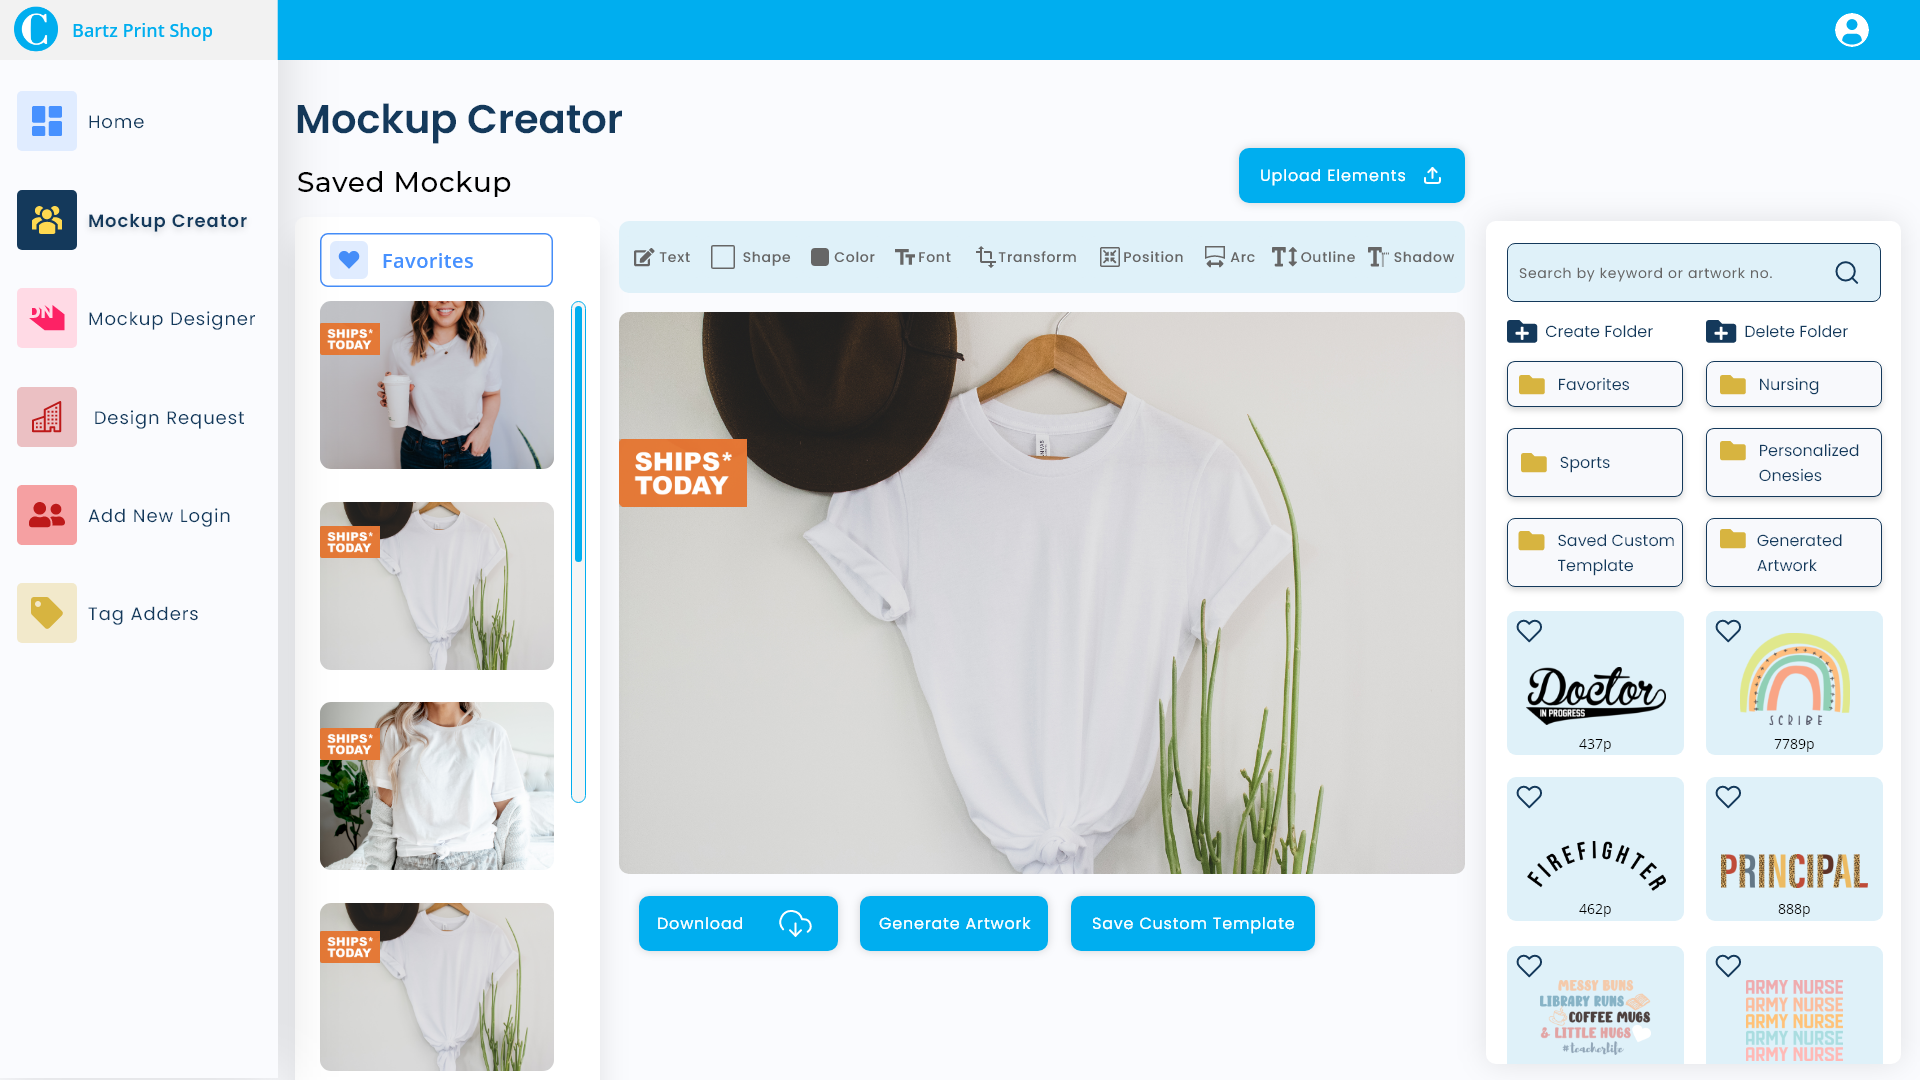 Bartz Print Shop
Home
Mockup Creator
Mockup Designer
Design Request
Add New Login
Tag Adders
Mockup Creator
Saved Mockup
Upload Elements
Favorites
SHIPS*
TODAY
SHIPS*
TODAY
SHIPS*
TODAY
SHIPS*
TODAY
Text
Shape
Color
Font
Transform
Position
Arc
Outline
Shadow
SHIPS*
TODAY
Download
Generate Artwork
Save Custom Template
Search by keyword or artwork no.
Create Folder
Delete Folder
Favorites
Nursing
Sports
Personalized
Onesies
Saved Custom
Template
Generated
Artwork
Doctor
IN PROGRESS
437p
SCRIBE
7789p
FIREFIGHTER
462p
PRINCIPAL
888p
MESSY BUNS
LIBRARY RUNS
COFFEE MUGS
& LITTLE HUGS
#teacherlife
ARMY NURSE
ARMY NURSE
ARMY NURSE
ARMY NURSE
ARMY NURSE